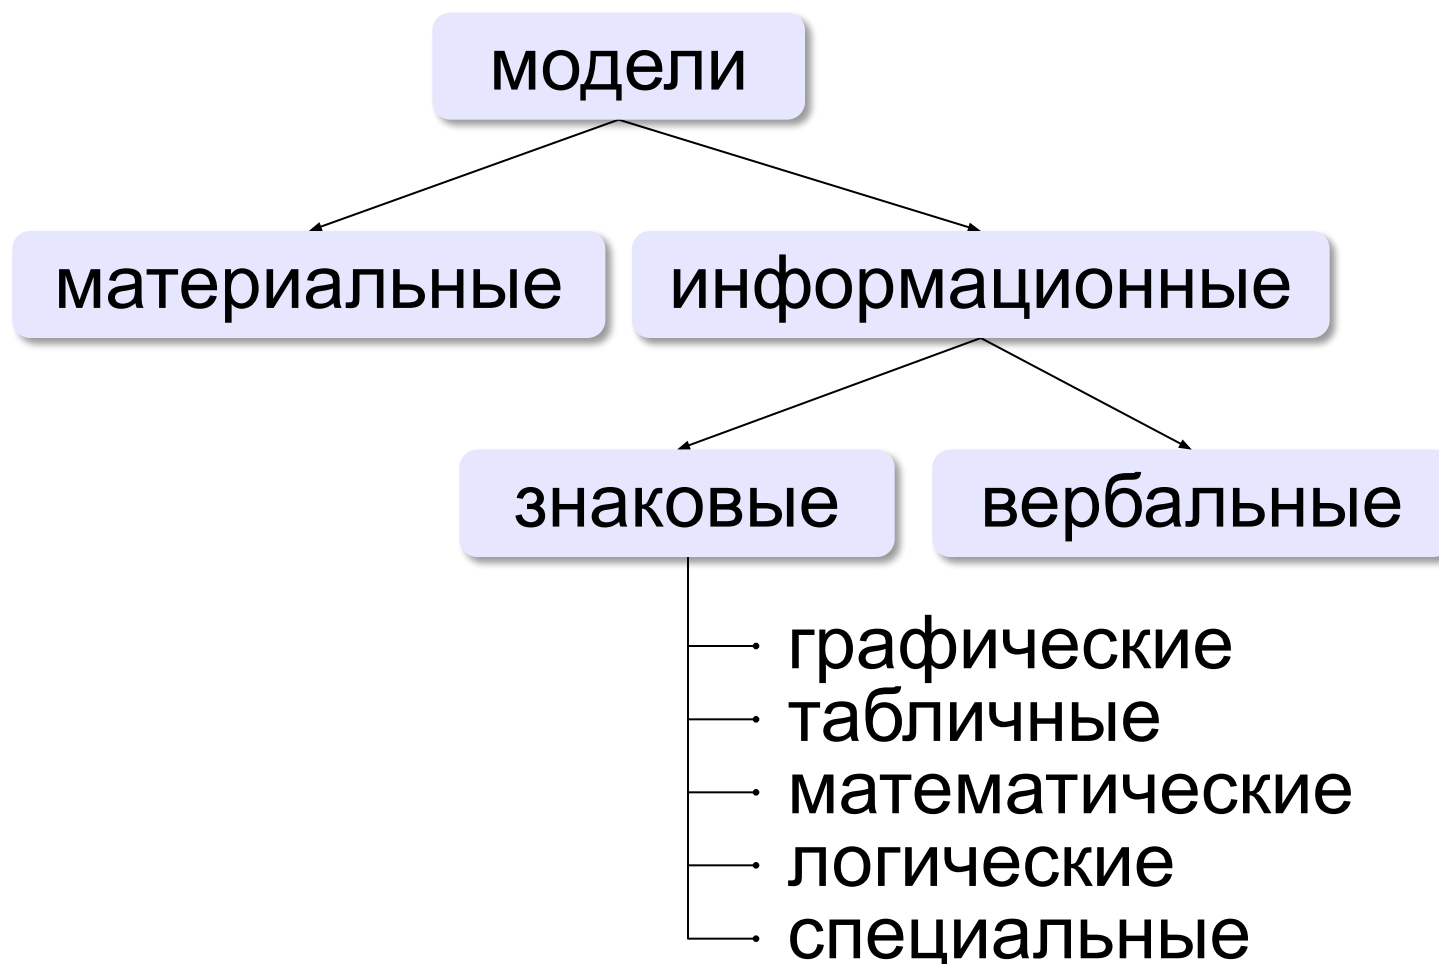 модели
материальные
информационные
знаковые
вербальные
графические
табличные
математические
логические
специальные